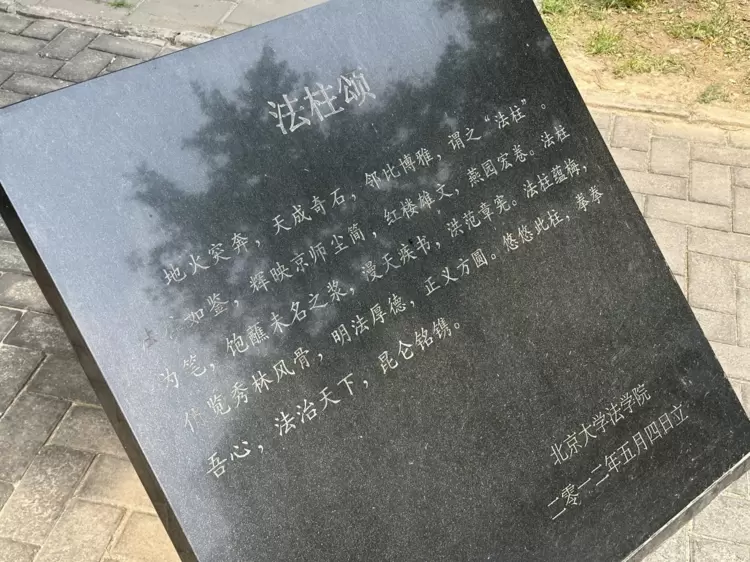 法柱颂
地火突奔，天成奇石，邻比博雅，谓之“法柱”。
如鉴，辉映京师尘简，红楼雄文，燕园宏卷。法柱
为笔，饱蘸未名之浆，漫天疾书，洪范章宪。法柱蕴梅，
览秀林风骨，明法厚德，正义方圆。悠悠此柱，拳拳
吾心，法治天下，昆仑铭镌。
北京大学法学院
二零一二年五月四日立